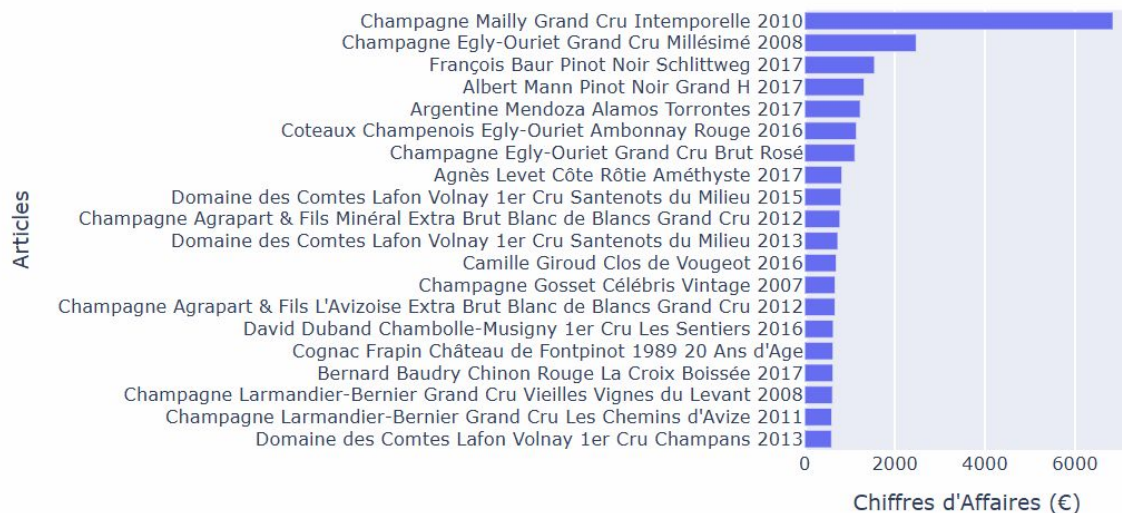 Champagne Mailly Grand Cru Intemporelle 2010
Champagne Egly-Ouriet Grand Cru Millésimé 2008
François Baur Pinot Noir Schlittweg 2017
Albert Mann Pinot Noir Grand H 2017
Argentine Mendoza Alamos Torrontes 2017
Coteaux Champenois Egly-Ouriet Ambonnay Rouge 2016
Champagne Egly-Ouriet Grand Cru Brut Rosé
Agnès Levet Côte Rôtie Améthyste 2017
Domaine des Comtes Lafon Volnay 1er Cru Santenots du Milieu 2015
Champagne Agrapart & Fils Minéral Extra Brut Blanc de Blancs Grand Cru 2012
Domaine des Comtes Lafon Volnay 1er Cru Santenots du Milieu 2013
Camille Giroud Clos de Vougeot 2016
Champagne Gosset Célébris Vintage 2007
Champagne Agrapart & Fils L'Avizoise Extra Brut Blanc de Blancs Grand Cru 2012
David Duband Chambolle-Musigny 1er Cru Les Sentiers 2016
Cognac Frapin Château de Fontpinot 1989 20 Ans d'Age
Bernard Baudry Chinon Rouge La Croix Boissée 2017
Champagne Larmandier-Bernier Grand Cru Vieilles Vignes du Levant 2008
Champagne Larmandier-Bernier Grand Cru Les Chemins d'Avize 2011
Domaine des Comtes Lafon Volnay 1er Cru Champans 2013
Articles
0 2000 4000 6000
Chiffres d'Affaires (€)